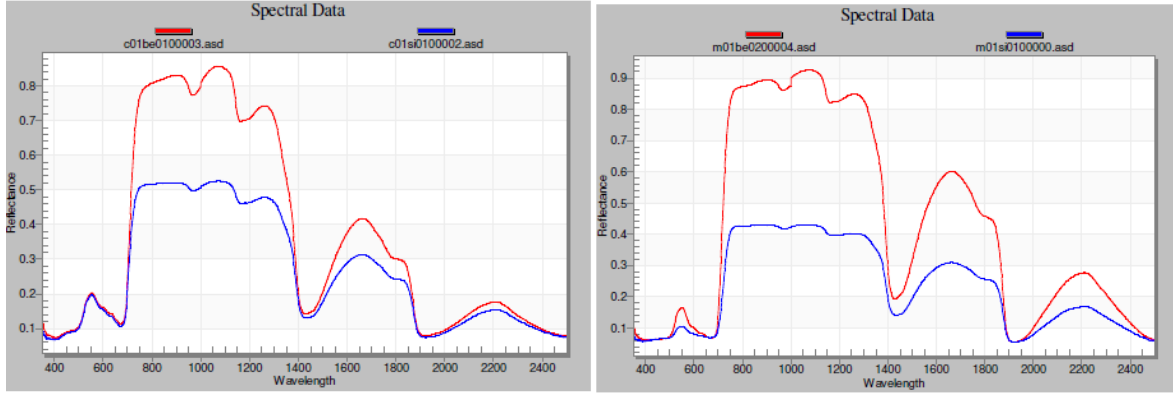 Spectral Data
c01be0100003.asd c01si0100002.asd
0.8
0.7
0.6
0.5
0.4
0.3
0.2
0.1
Reflectance
400 600 800 1000 1200 1400 1600 1800 2000 2200 2400
Wavelength
Spectral Data
m01be0200004.asd m01si0100000.asd
0.9
0.8
0.7
0.6
0.5
0.4
0.3
0.2
0.1
Reflectance
400 600 800 1000 1200 1400 1600 1800 2000 2200 2400
Wavelength